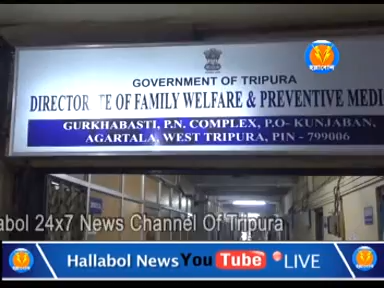 GOVERNMENT OF TRIPURA
DIRECTOR TE OF FAMILY WELFARE & PREVENTIVE MEDI
GURKHABASTI, P.N. COMPLEX, P.O- KUNJABAN,
AGARTALA, WEST TRIPURA, PIN - 799006
abol 24x7 News Channel Of Tripura
Hallabol News You Tube LIVE